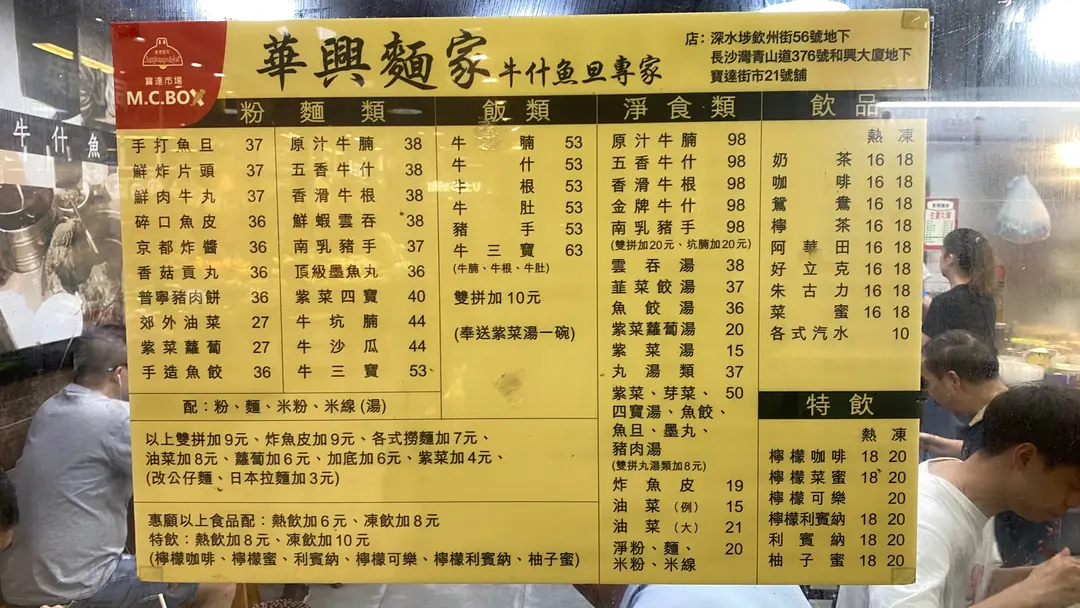 寶達市場
M.C.BOX
華興麵家 牛什魚旦專家
店：深水埗欽州街56號地下
長沙灣青山道376號和興大廈地下
寶達街市21號舖
牛什魚
粉麵類
手打魚旦 37 原汁牛腩 38
鮮炸片頭 37 五香牛什 38
鮮肉牛丸 37 香滑牛根 38
碎口魚皮 36 鮮蝦雲吞 38
京都炸醬 36 南乳豬手 37
香菇貢丸 36 頂級墨魚丸 36
普寧豬肉餅 36 紫菜四寶 40
郊外油菜 27 牛坑腩 44
紫菜蘿蔔 27 牛沙瓜 44
手造魚餃 36 牛三寶 53
配：粉、麵、米粉、米線 (湯)
飯類
牛腩 53
牛什 53
牛根 53
牛肚 53
豬手 53
牛三寶 63
(牛腩、牛根、牛肚)
雙拼加10元
(奉送紫菜湯一碗)
以上雙拼加9元、炸魚皮加9元、各式撈麵加7元、
油菜加8元、蘿蔔加6元、加底加6元、紫菜加4元、
(改公仔麵、日本拉麵加3元)
惠顧以上食品配：熱飲加6元、凍飲加8元
特飲：熱飲加8元、凍飲加10元
(檸檬咖啡、檸檬蜜、利賓納、檸檬可樂、檸檬利賓納、柚子蜜)
淨食類
原汁牛腩 98
五香牛什 98
香滑牛根 98
金牌牛什 98
南乳豬手 98
(雙拼加20元、坑腩加20元)
雲吞湯 38
韮菜餃湯 37
魚餃湯 36
紫菜蘿蔔湯 20
紫菜湯 15
丸湯類 37
紫菜、芽菜、 50
四寶湯、魚餃、
魚旦、墨丸、
豬肉湯
(雙拼丸湯類加8元)
炸魚皮 19
油菜（例） 15
油菜（大） 21
淨粉、麵、 20
米粉、米線
飲品
熱 凍
奶茶 16 18
咖啡 16 18
鴛鴦 16 18
檸茶 16 18
阿華田 16 18
好立克 16 18
朱古力 16 18
菜蜜 16 18
各式汽水 10
特飲
熱 凍
檸檬咖啡 18 20
檸檬菜蜜 18 20
檸檬可樂 20
檸檬利賓納 18 20
利賓納 18 20
柚子蜜 18 20